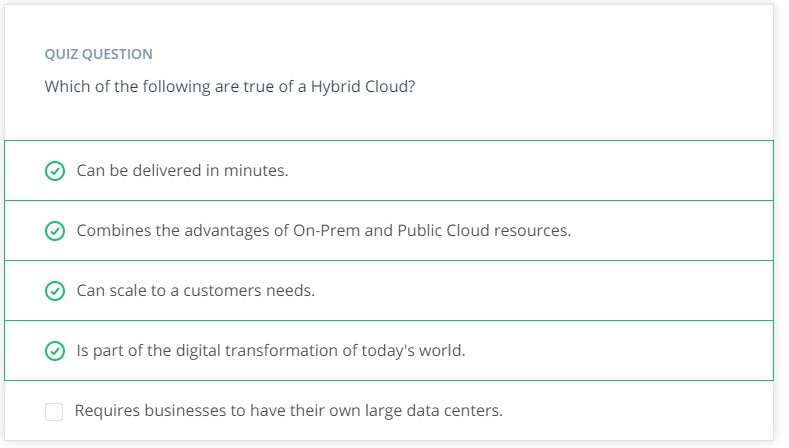 QUIZ QUESTION
Which of the following are true of a Hybrid Cloud?
Can be delivered in minutes.
Combines the advantages of On-Prem and Public Cloud resources.
Can scale to a customers needs.
Is part of the digital transformation of today's world.
Requires businesses to have their own large data centers.